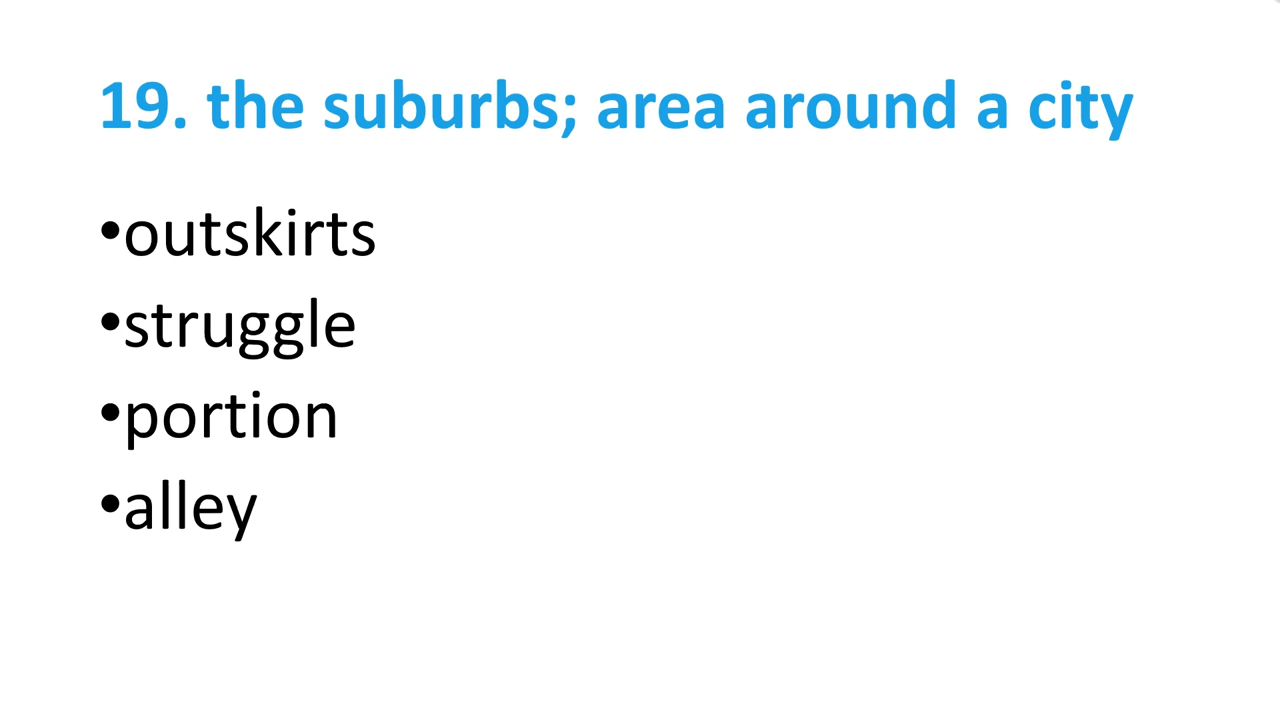 19. the suburbs; area around a city
•outskirts
•struggle
•portion
•alley